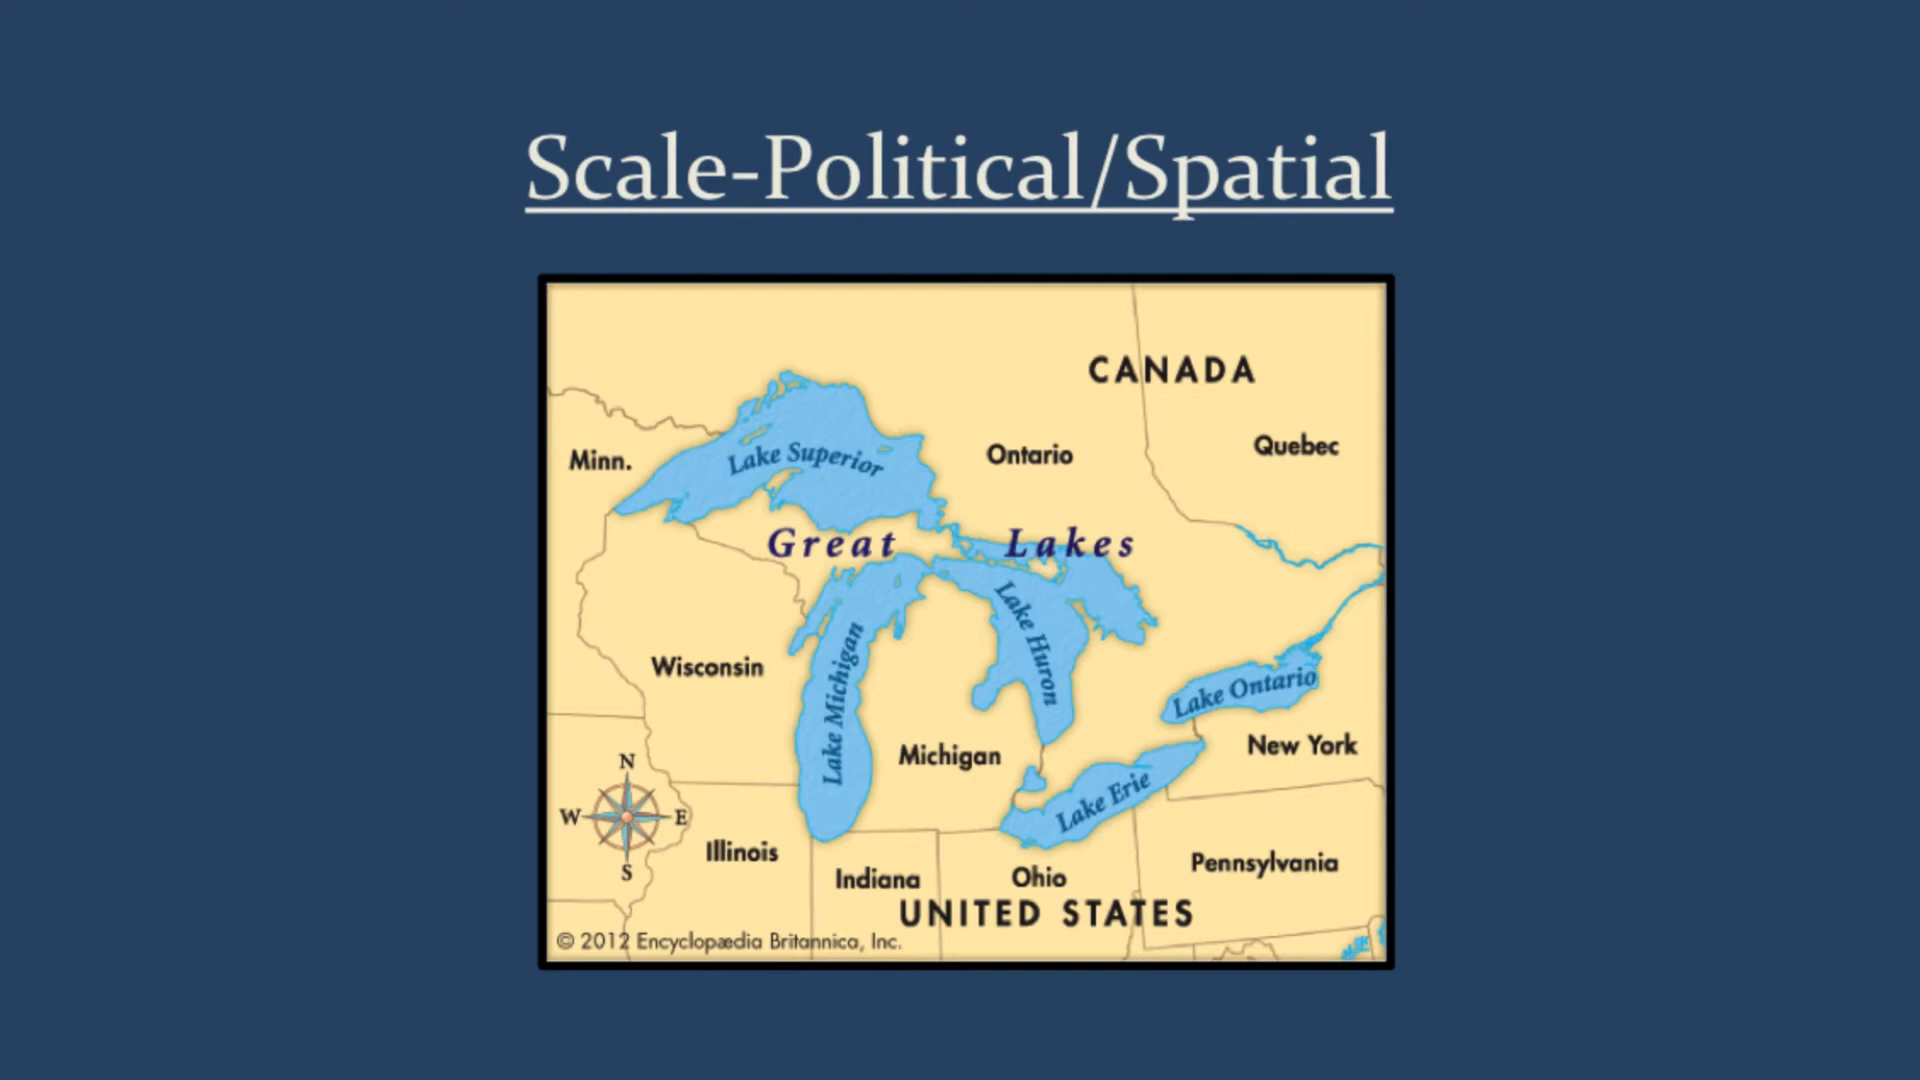 Scale-Political/Spatial
CANADA
Quebec
Ontario
Minn.
Lake Superior
Great Lakes
Lake Huron
Lake Michigan
Wisconsin
Lake Ontario
New York
Michigan
N
W E
S
Lake Erie
Illinois
Pennsylvania
Indiana
Ohio
UNITED STATES
© 2012 Encyclopædia Britannica, Inc.